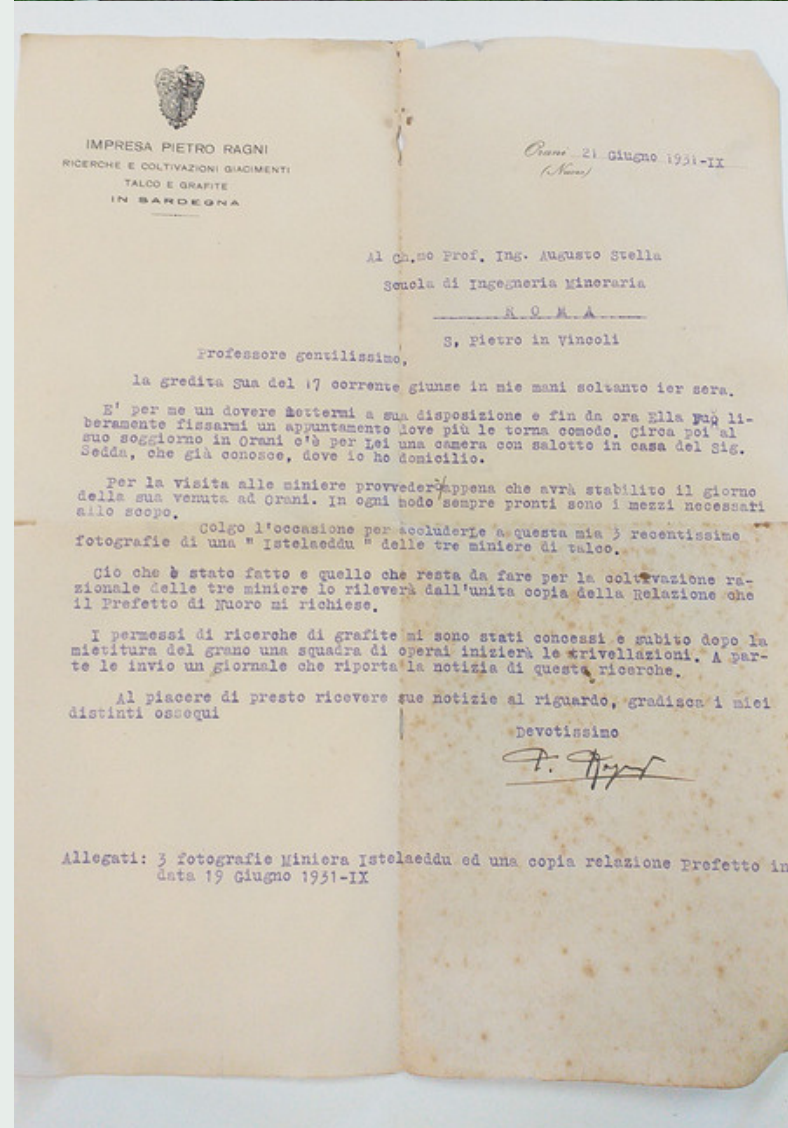 IMPRESA PIETRO RAGNI
RICERCHE E COLTIVAZIONI GIACIMENTI
TALCO E GRAFITE
IN SARDEGNA
Orani 21 Giugno 1931-IX
(Nuoro)
Al Ch.mo Prof. Ing. Augusto Stella
Scuola di Ingegneria Mineraria
R O M A
S. Pietro in Vincoli
Professore gentilissimo,
la gredita Sua del 17 corrente giunse in mie mani soltanto ier sera.
E' per me un dovere mettermi a sua disposizione e fin da ora Ella può li-
beramente fissarmi un appuntamento dove più le torna comodo. Circa poi al
suo soggiorno in Orani c'è per Lei una camera con salotto in casa del Sig.
Sedda, che già conosce, dove io ho domicilio.
Per la visita alle miniere provvederò appena che avrà stabilito il giorno
della sua venuta ad Orani. In ogni modo sempre pronti sono i mezzi necessari
allo scopo.
Colgo l'occasione per accluderLe a questa mia 3 recentissime
fotografie di una " Istelaeddu " delle tre miniere di talco.
Ciò che è stato fatto e quello che resta da fare per la coltivazione ra-
zionale delle tre miniere lo rileverà dall'unita copia della Relazione che
il Prefetto di Nuoro mi richiese.
I permessi di ricerche di grafite mi sono stati concessi e subito dopo la
mietitura del grano una squadra di operai inizierà le trivellazioni. A par-
te le invio un giornale che riporta la notizia di queste ricerche.
Al piacere di presto ricevere sue notizie al riguardo, gradisca i miei
distinti ossequi
Devotissimo
P. Ragni
Allegati: 3 fotografie Miniera Istelaeddu ed una copia relazione Prefetto in
data 19 Giugno 1931-IX